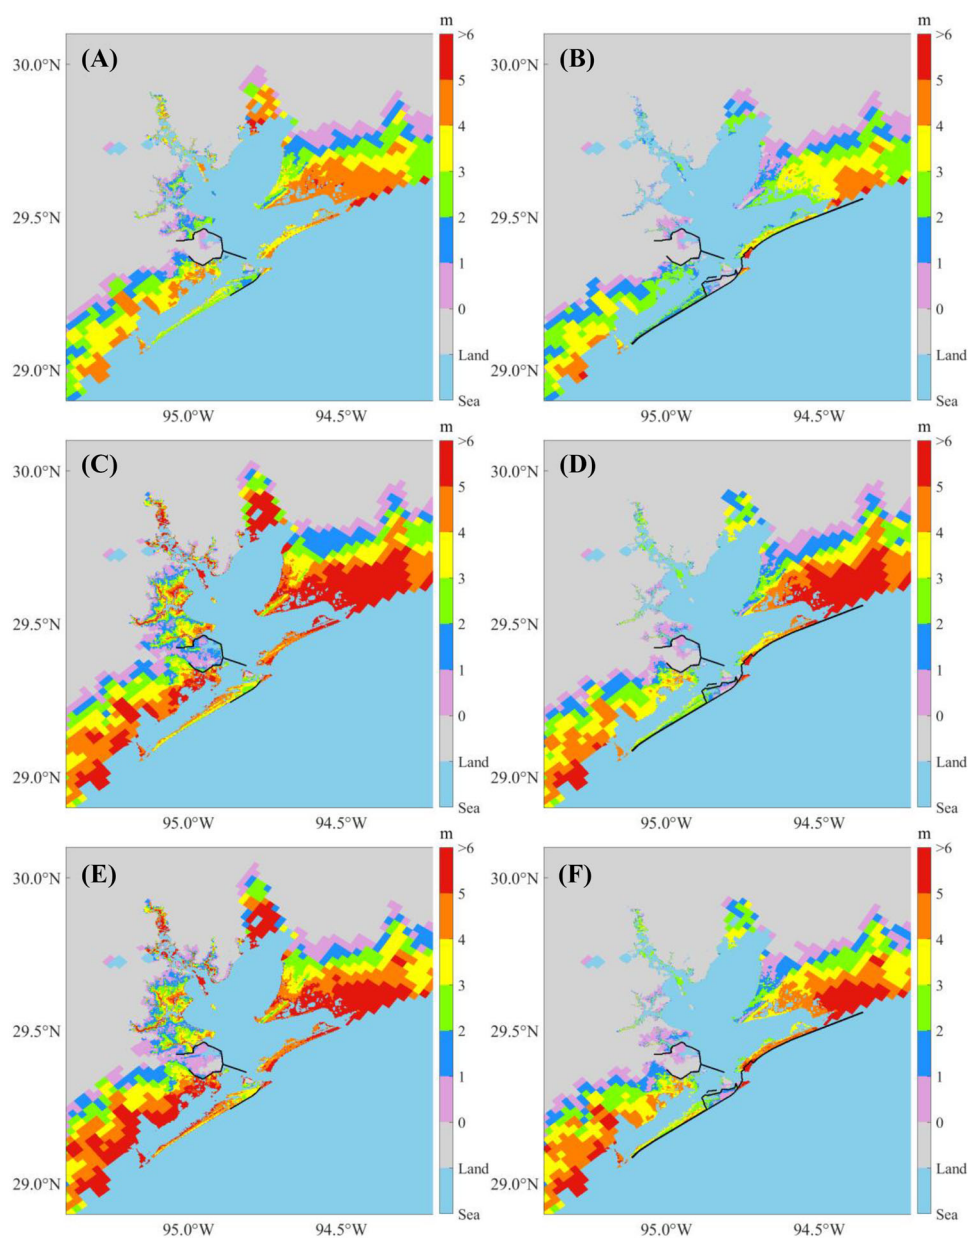 m m
(A) (B)
30.0°N >6 30.0°N >6
5 5
4 4
3 3
29.5°N 2 29.5°N 2
1 1
0 0
29.0°N Land 29.0°N Land
Sea Sea
95.0°W 94.5°W 95.0°W 94.5°W
m m
(C) (D)
30.0°N >6 30.0°N >6
5 5
4 4
3 3
29.5°N 2 29.5°N 2
1 1
0 0
29.0°N Land 29.0°N Land
Sea Sea
95.0°W 94.5°W 95.0°W 94.5°W
m m
(E) (F)
30.0°N >6 30.0°N >6
5 5
4 4
3 3
29.5°N 2 29.5°N 2
1 1
0 0
29.0°N Land 29.0°N Land
Sea Sea
95.0°W 94.5°W 95.0°W 94.5°W